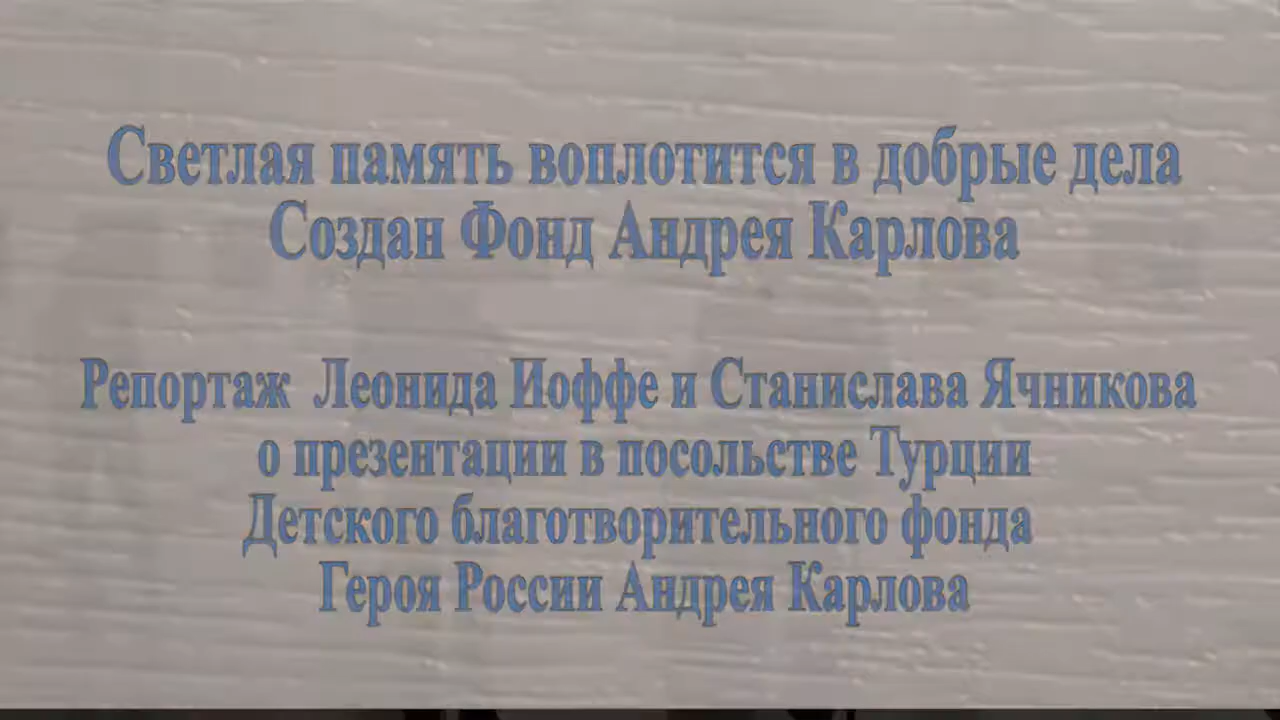 Светлая память воплотится в добрые дела
Создан Фонд Андрея Карлова
Репортаж Леонида Иоффе и Станислава Ячникова
о презентации в посольстве Турции
Детского благотворительного фонда
Героя России Андрея Карлова